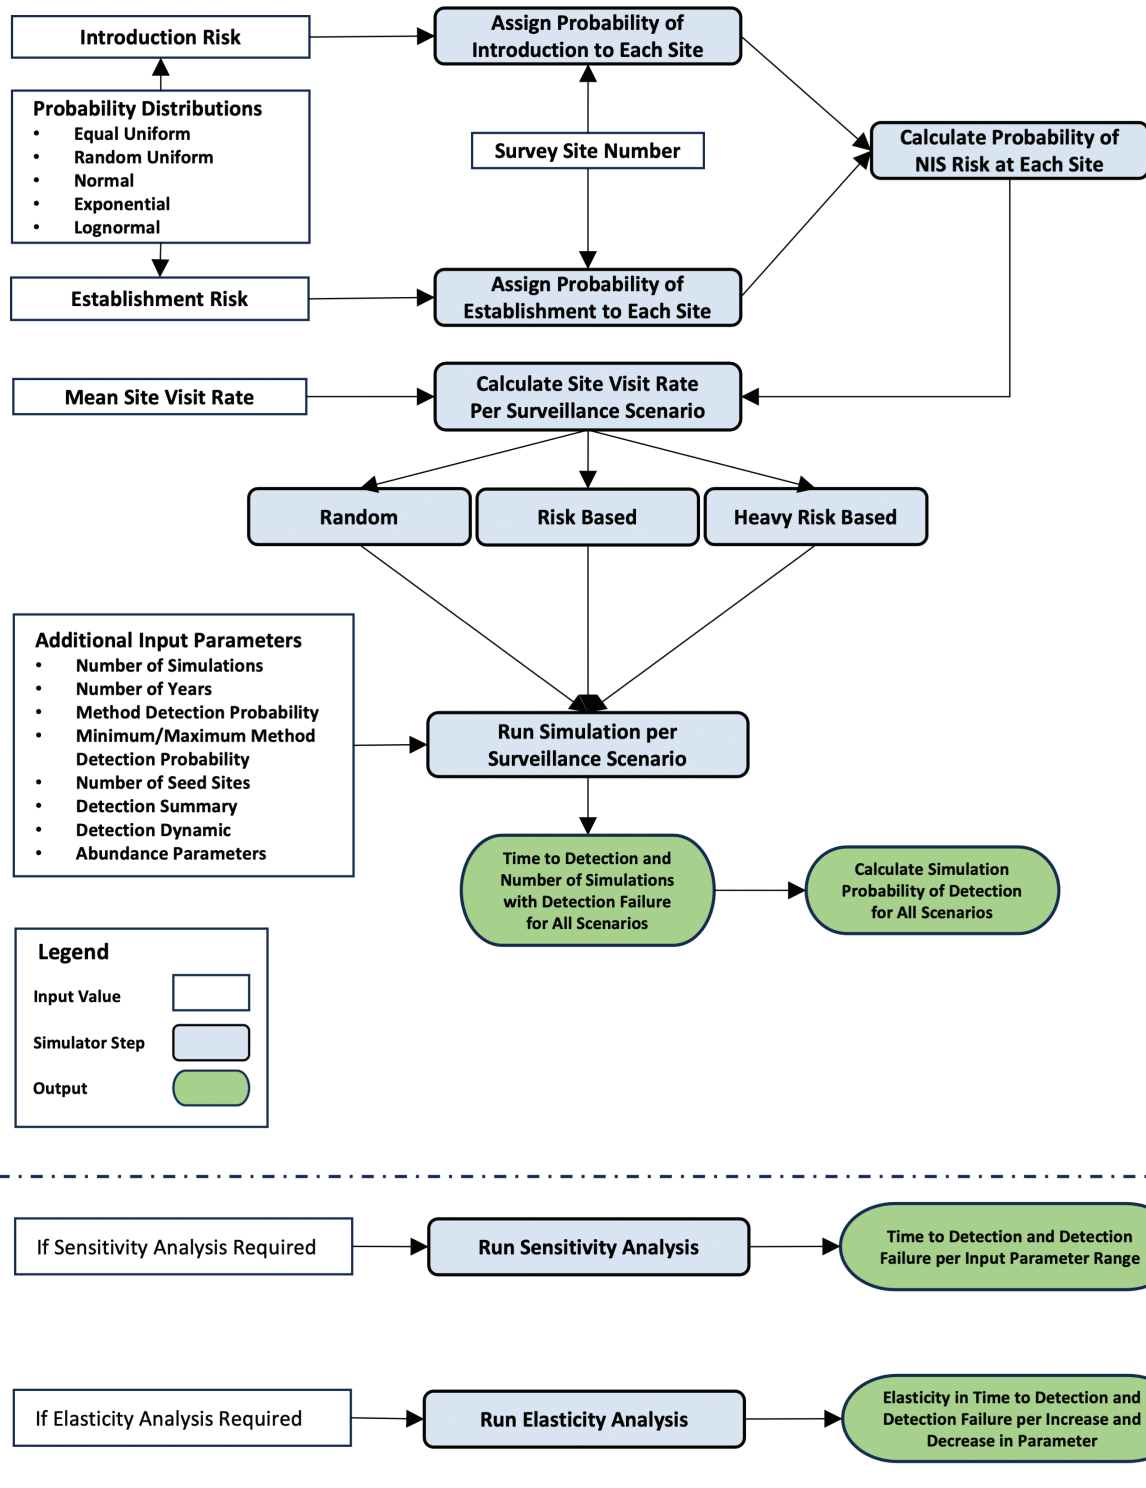 Introduction Risk
Assign Probability of
Introduction to Each Site
Probability Distributions
• Equal Uniform
• Random Uniform
• Normal
• Exponential
• Lognormal
Survey Site Number
Calculate Probability of
NIS Risk at Each Site
Establishment Risk
Assign Probability of
Establishment to Each Site
Mean Site Visit Rate
Calculate Site Visit Rate
Per Surveillance Scenario
Random
Risk Based
Heavy Risk Based
Additional Input Parameters
• Number of Simulations
• Number of Years
• Method Detection Probability
• Minimum/Maximum Method
Detection Probability
• Number of Seed Sites
• Detection Summary
• Detection Dynamic
• Abundance Parameters
Run Simulation per
Surveillance Scenario
Time to Detection and
Number of Simulations
with Detection Failure
for All Scenarios
Calculate Simulation
Probability of Detection
for All Scenarios
Legend
Input Value
Simulator Step
Output
If Sensitivity Analysis Required
Run Sensitivity Analysis
Time to Detection and Detection
Failure per Input Parameter Range
If Elasticity Analysis Required
Run Elasticity Analysis
Elasticity in Time to Detection and
Detection Failure per Increase and
Decrease in Parameter